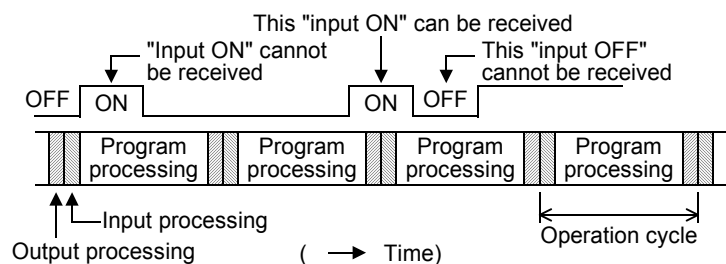 This "input ON" can be received
"Input ON" cannot
be received
This "input OFF"
cannot be received
OFF
ON
ON
OFF
Program
processing
Program
processing
Program
processing
Program
processing
Input processing
Output processing
( → Time)
Operation cycle